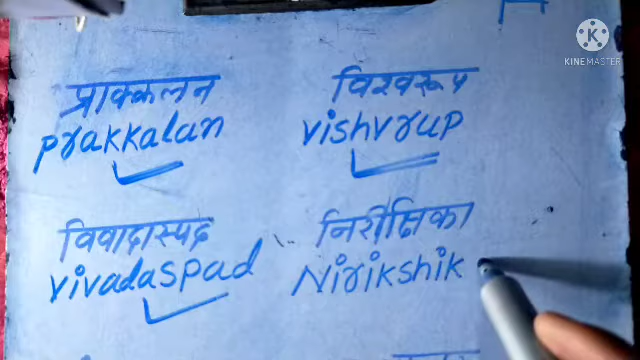 प्राक्कलन
prakkalan
विश्वरूप
vishvrup
विवादास्पद
vivadaspad
निरीक्षिका
Nirikshik
KINEMASTER